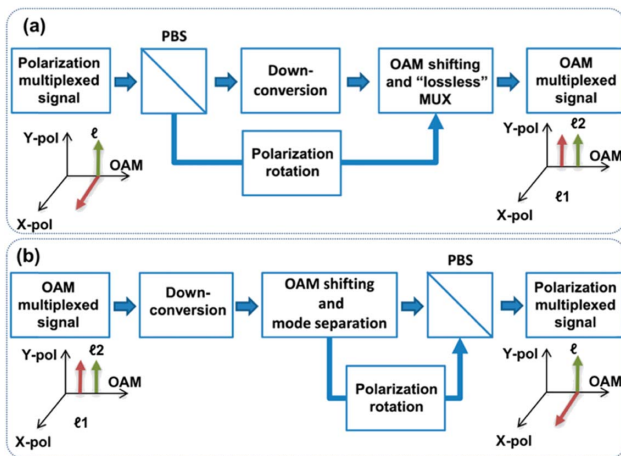 (a)
PBS
Polarization
multiplexed
signal
Down-
conversion
OAM shifting
and “lossless”
MUX
OAM
multiplexed
signal
Polarization
rotation
Y-pol
ℓ
OAM
X-pol
Y-pol
ℓ2
OAM
ℓ1
X-pol
(b)
PBS
OAM
multiplexed
signal
Down-
conversion
OAM shifting
and
mode separation
Polarization
multiplexed
signal
Polarization
rotation
Y-pol
ℓ2
OAM
ℓ1
X-pol
Y-pol
ℓ
OAM
X-pol